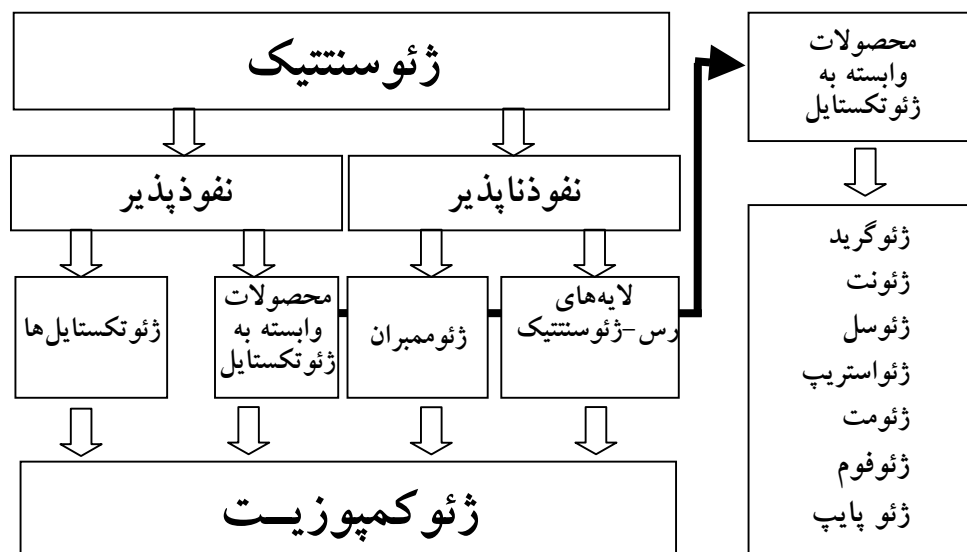 ژئوسنتتیک
نفوذپذیر
نفوذناپذیر
ژئوتکستایل‌ها
محصولات
وابسته به
ژئوتکستایل
ژئوممبران
لایه‌های
رس-ژئوسنتتیک
ژئوکمپوزیـت
محصولات
وابسته به
ژئوتکستایل
ژئوگرید
ژئونت
ژئوسل
ژئواستریپ
ژئومت
ژئوفوم
ژئو پایپ